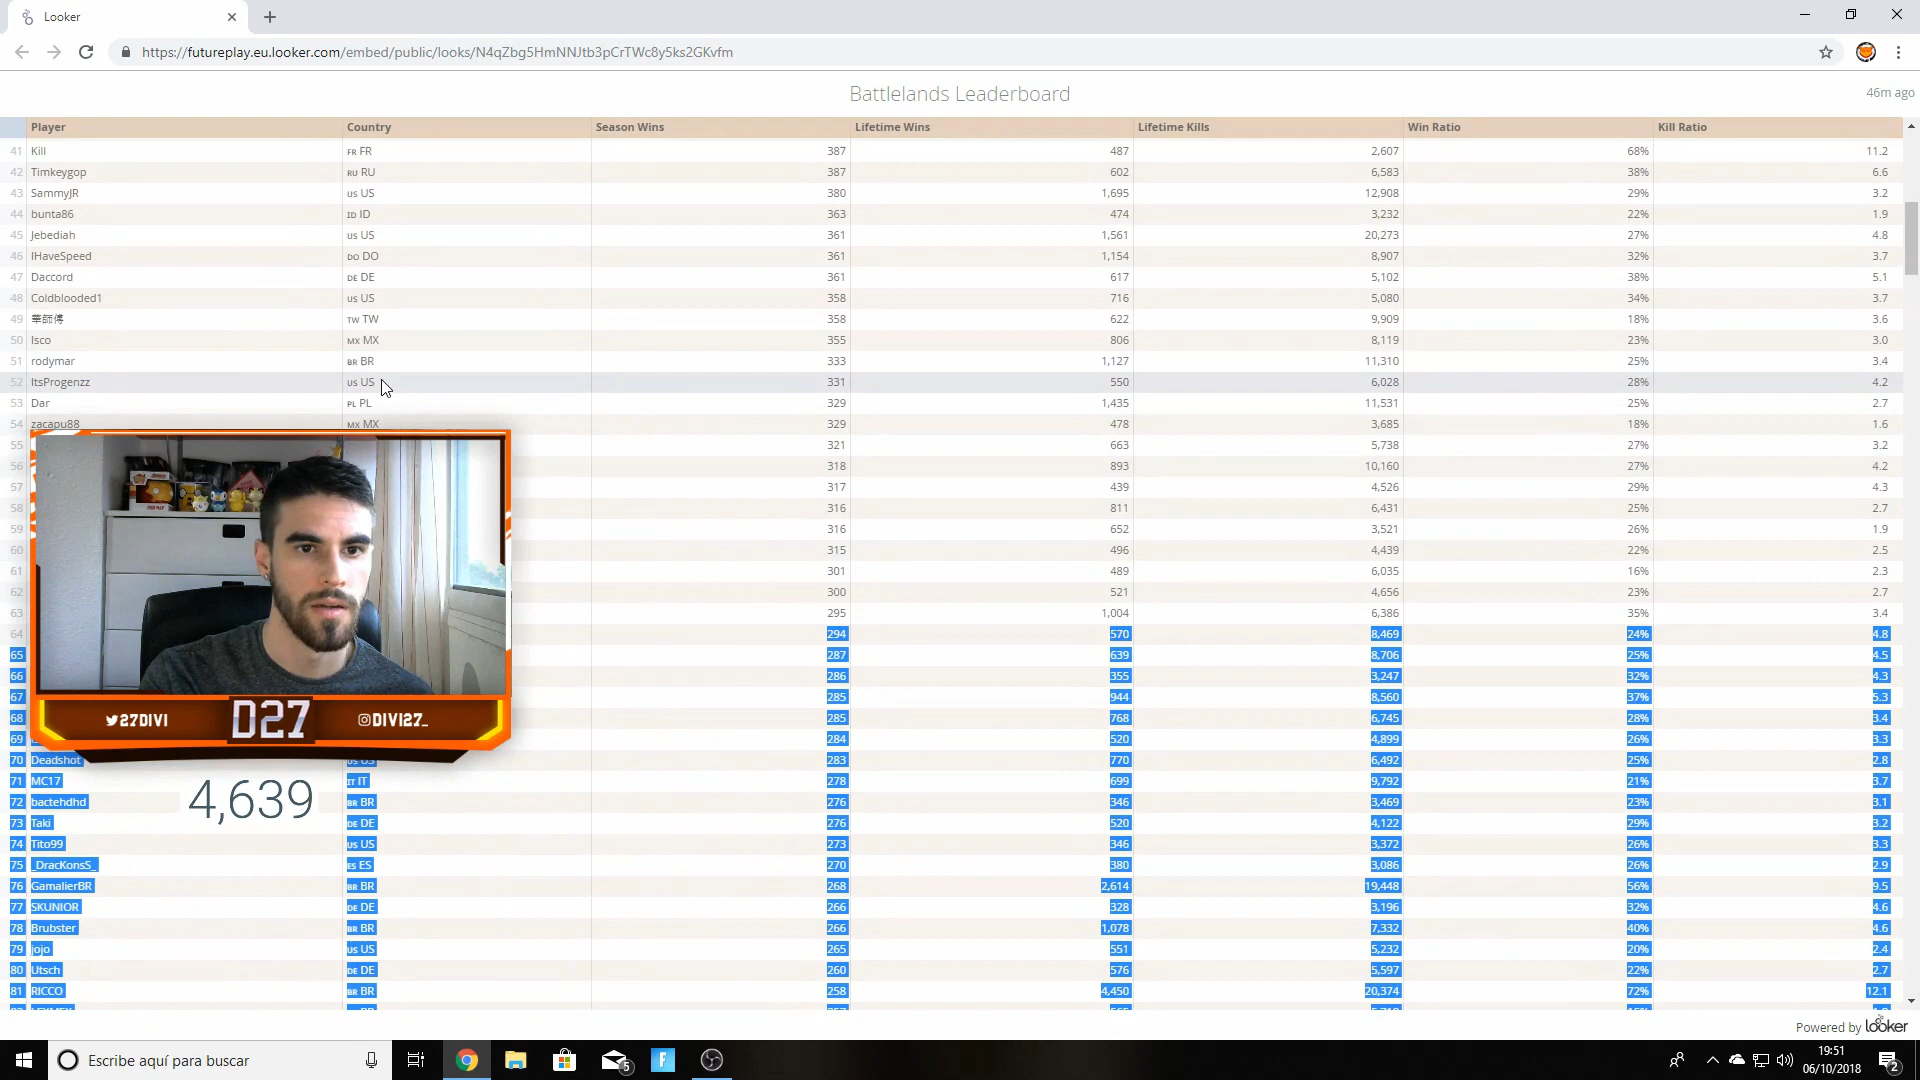 Looker
https://futureplay.eu.looker.com/embed/public/looks/N4qZbg5HmNNJtb3pCrTWc8y5ks2GKvfm
Battlelands Leaderboard
46m ago
Player Country Season Wins Lifetime Wins Lifetime Kills Win Ratio Kill Ratio
41 Kill FR FR 387 487 2,607 68% 11.2
42 Timkeygop RU RU 387 602 6,583 38% 6.6
43 SammyJR US US 380 1,695 12,908 29% 3.2
44 bunta86 ID ID 363 474 3,232 22% 1.9
45 Jebediah US US 361 1,561 20,273 27% 4.8
46 IHaveSpeed DO DO 361 1,154 8,907 32% 3.7
47 Daccord DE DE 361 617 5,102 38% 5.1
48 Coldblooded1 US US 358 716 5,080 34% 3.7
49 華師傅 TW TW 358 622 9,909 18% 3.6
50 Isco MX MX 355 806 8,119 23% 3.0
51 rodymar BR BR 333 1,127 11,310 25% 3.4
52 ItsProgenzz US US 331 550 6,028 28% 4.2
53 Dar PL PL 329 1,435 11,531 25% 2.7
54 zacapu88 MX MX 329 478 3,685 18% 1.6
55 321 663 5,738 27% 3.2
56 318 893 10,160 27% 4.2
57 317 439 4,526 29% 4.3
58 316 811 6,431 25% 2.7
59 316 652 3,521 26% 1.9
60 315 496 4,439 22% 2.5
61 301 489 6,035 16% 2.3
62 300 521 4,656 23% 2.7
63 295 1,004 6,386 35% 3.4
64 294 570 8,469 24% 4.8
65 287 639 8,706 25% 4.5
66 286 355 3,247 32% 4.3
67 285 944 8,560 37% 5.3
68 285 768 6,745 28% 3.4
69 284 520 4,899 26% 3.3
70 Deadshot US US 283 770 6,492 25% 2.8
71 MC17 IT IT 278 699 9,792 21% 3.7
72 bactehdhd BR BR 276 346 3,469 23% 3.1
73 Taki DE DE 276 520 4,122 29% 3.2
74 Tito99 US US 273 346 3,372 26% 3.3
75 _DracKonsS_ ES ES 270 380 3,086 26% 2.9
76 GamalierBR BR BR 268 2,614 19,448 56% 9.5
77 SKUNIOR DE DE 266 328 3,196 32% 4.6
78 Brubster BR BR 266 1,078 7,332 40% 4.6
79 jojo US US 265 551 5,232 20% 2.4
80 Utsch DE DE 260 576 5,597 22% 2.7
81 RICCO BR BR 258 4,450 20,374 72% 12.1
27DIVI D27 DIVI27_
4,639
Powered by looker
Escribe aquí para buscar
5
19:51
06/10/2018
2